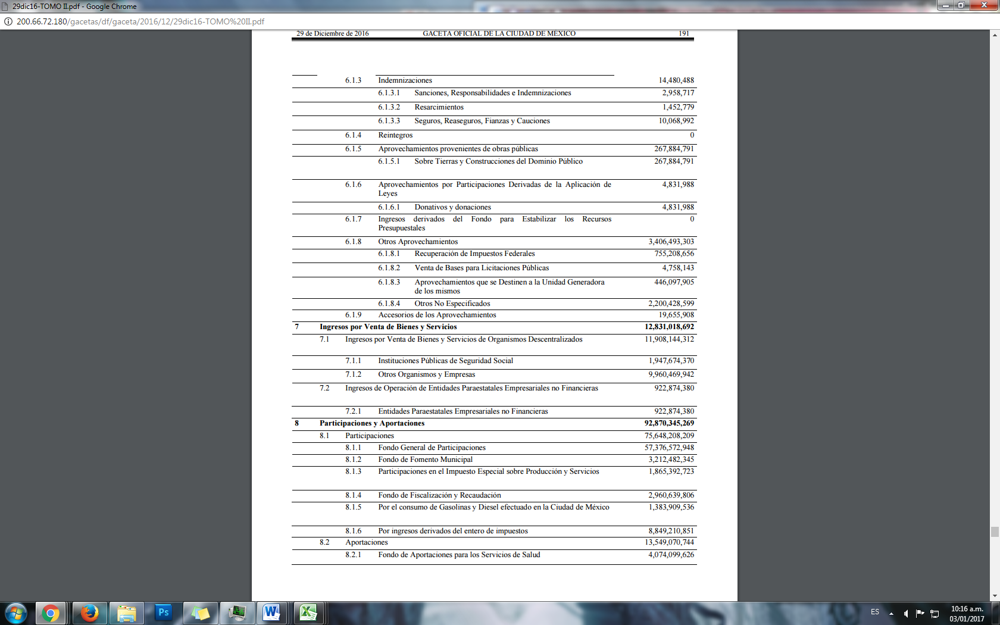 29dic16-TOMO II.pdf - Google Chrome
200.66.72.180/gacetas/df/gaceta/2016/12/29dic16-TOMO%20II.pdf
29 de Diciembre de 2016 GACETA OFICIAL DE LA CIUDAD DE MÉXICO 191
6.1.3 Indemnizaciones 14,480,488
6.1.3.1 Sanciones, Responsabilidades e Indemnizaciones 2,958,717
6.1.3.2 Resarcimientos 1,452,779
6.1.3.3 Seguros, Reaseguros, Fianzas y Cauciones 10,068,992
6.1.4 Reintegros 0
6.1.5 Aprovechamientos provenientes de obras públicas 267,884,791
6.1.5.1 Sobre Tierras y Construcciones del Dominio Público 267,884,791
6.1.6 Aprovechamientos por Participaciones Derivadas de la Aplicación de 4,831,988
Leyes
6.1.6.1 Donativos y donaciones 4,831,988
6.1.7 Ingresos derivados del Fondo para Estabilizar los Recursos 0
Presupuestales
6.1.8 Otros Aprovechamientos 3,406,493,303
6.1.8.1 Recuperación de Impuestos Federales 755,208,656
6.1.8.2 Venta de Bases para Licitaciones Públicas 4,758,143
6.1.8.3 Aprovechamientos que se Destinen a la Unidad Generadora 446,097,905
de los mismos
6.1.8.4 Otros No Especificados 2,200,428,599
6.1.9 Accesorios de los Aprovechamientos 19,655,908
7 Ingresos por Venta de Bienes y Servicios 12,831,018,692
7.1 Ingresos por Venta de Bienes y Servicios de Organismos Descentralizados 11,908,144,312
7.1.1 Instituciones Públicas de Seguridad Social 1,947,674,370
7.1.2 Otros Organismos y Empresas 9,960,469,942
7.2 Ingresos de Operación de Entidades Paraestatales Empresariales no Financieras 922,874,380
7.2.1 Entidades Paraestatales Empresariales no Financieras 922,874,380
8 Participaciones y Aportaciones 92,870,345,269
8.1 Participaciones 75,648,208,209
8.1.1 Fondo General de Participaciones 57,376,572,948
8.1.2 Fondo de Fomento Municipal 3,212,482,345
8.1.3 Participaciones en el Impuesto Especial sobre Producción y Servicios 1,865,392,723
8.1.4 Fondo de Fiscalización y Recaudación 2,960,639,806
8.1.5 Por el consumo de Gasolinas y Diesel efectuado en la Ciudad de México 1,383,909,536
8.1.6 Por ingresos derivados del entero de impuestos 8,849,210,851
8.2 Aportaciones 13,549,070,744
8.2.1 Fondo de Aportaciones para los Servicios de Salud 4,074,099,626
Ps
ES
10:16 a.m.
03/01/2017